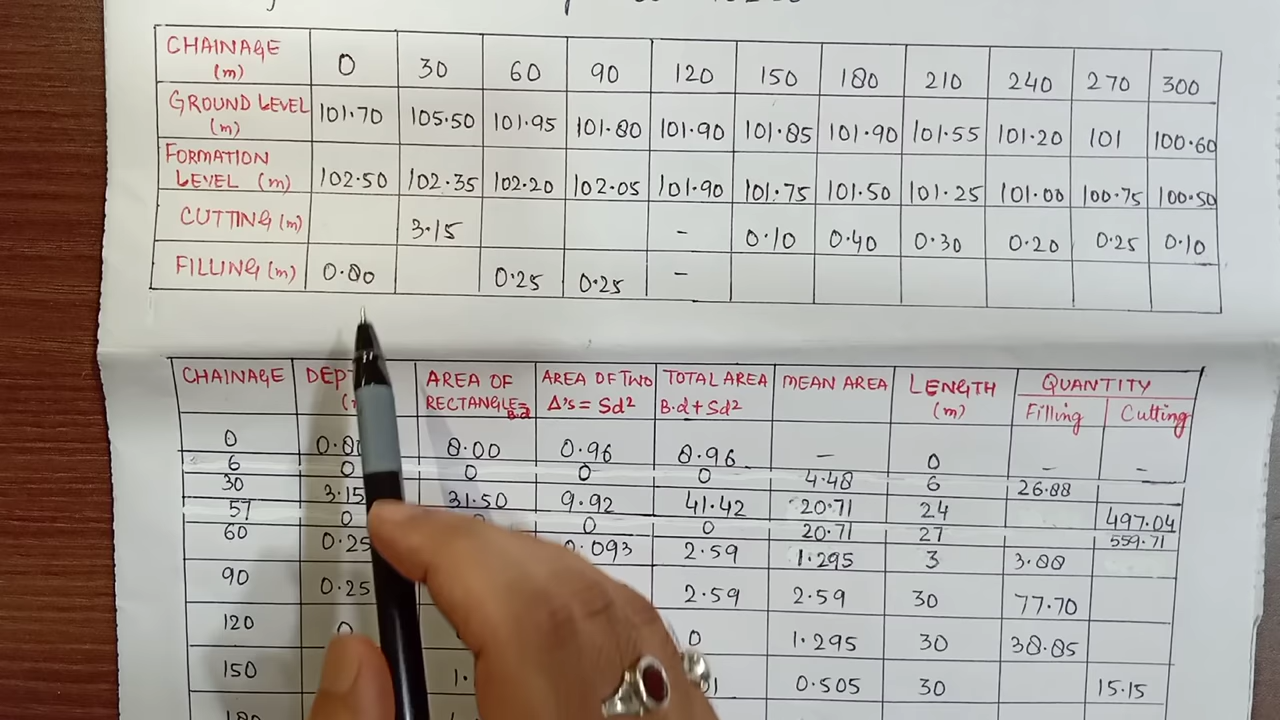 CHAINAGE (m) 0 30 60 90 120 150 180 210 240 270 300
GROUND LEVEL (m) 101.70 105.50 101.95 101.80 101.90 101.85 101.90 101.55 101.20 101 100.60
FORMATION LEVEL (m) 102.50 102.35 102.20 102.05 101.90 101.75 101.50 101.25 101.00 100.75 100.50
CUTTING (m) 3.15 - 0.10 0.40 0.30 0.20 0.25 0.10
FILLING (m) 0.80 0.25 0.25 -
CHAINAGE AREA OF RECTANGLE = B.d AREA OF TWO Δ's = Sd² TOTAL AREA B.d + Sd² MEAN AREA LENGTH (m) QUANTITY
Filling Cutting
0 0.80 8.00 0.96 8.96 — 0 - -
6 0 0 0 0 4.48 6 26.88
30 3.15 31.50 9.92 41.42 20.71 24 497.04
57 0 0 0 20.71 27 559.71
60 0.25 0.093 2.59 1.295 3 3.88
90 0.25 2.59 2.59 30 77.70
120 0 0 1.295 30 38.85
150 0.505 30 15.15
180